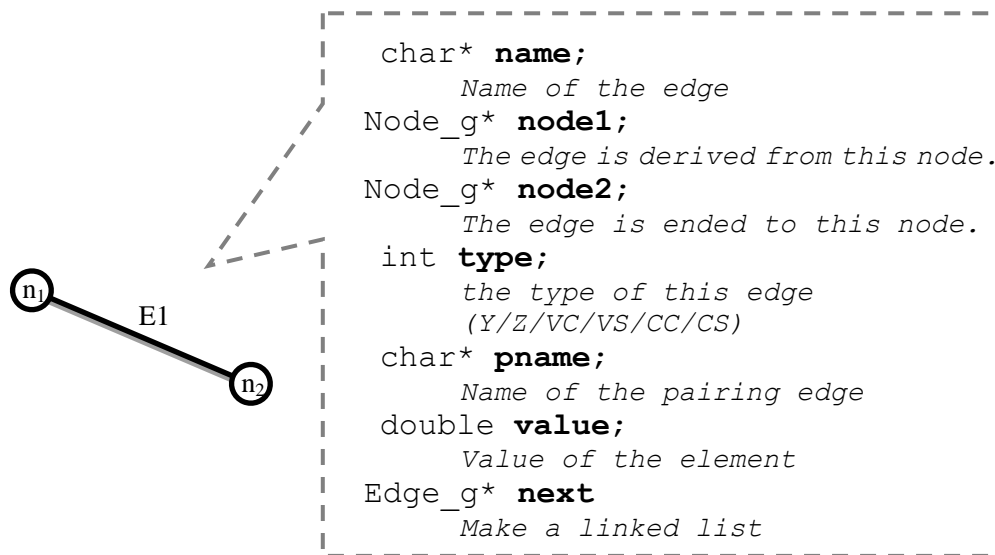 char* name;
Name of the edge
Node_g* node1;
The edge is derived from this node.
Node_g* node2;
The edge is ended to this node.
int type;
the type of this edge
(Y/Z/VC/VS/CC/CS)
char* pname;
Name of the pairing edge
double value;
Value of the element
Edge_g* next
Make a linked list
n1
E1
n2